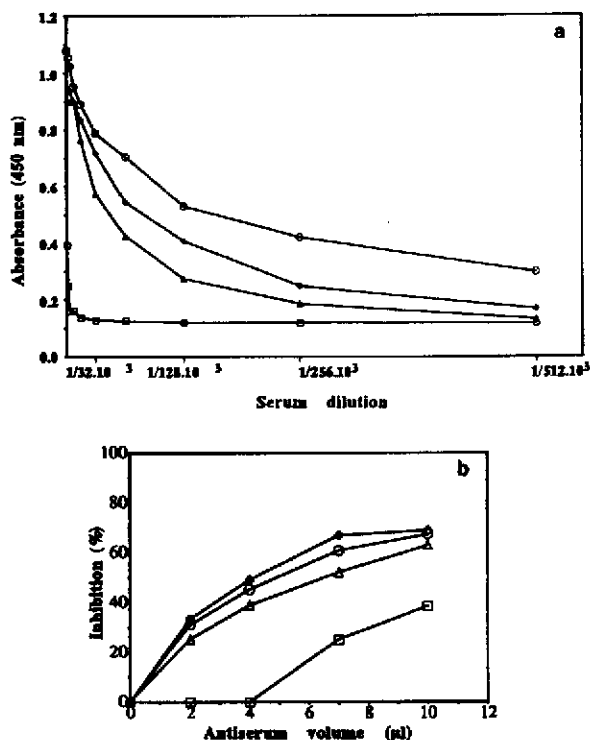 a
1.2
1.0
0.8
0.6
0.4
0.2
0.0
Absorbance (450 nm)
1/32.10 3 1/128.10 3 1/256.10³ 1/512.10³
Serum dilution
b
100
80
60
40
20
0
Inhibition (%)
0 2 4 6 8 10 12
Antiserum volume (µl)